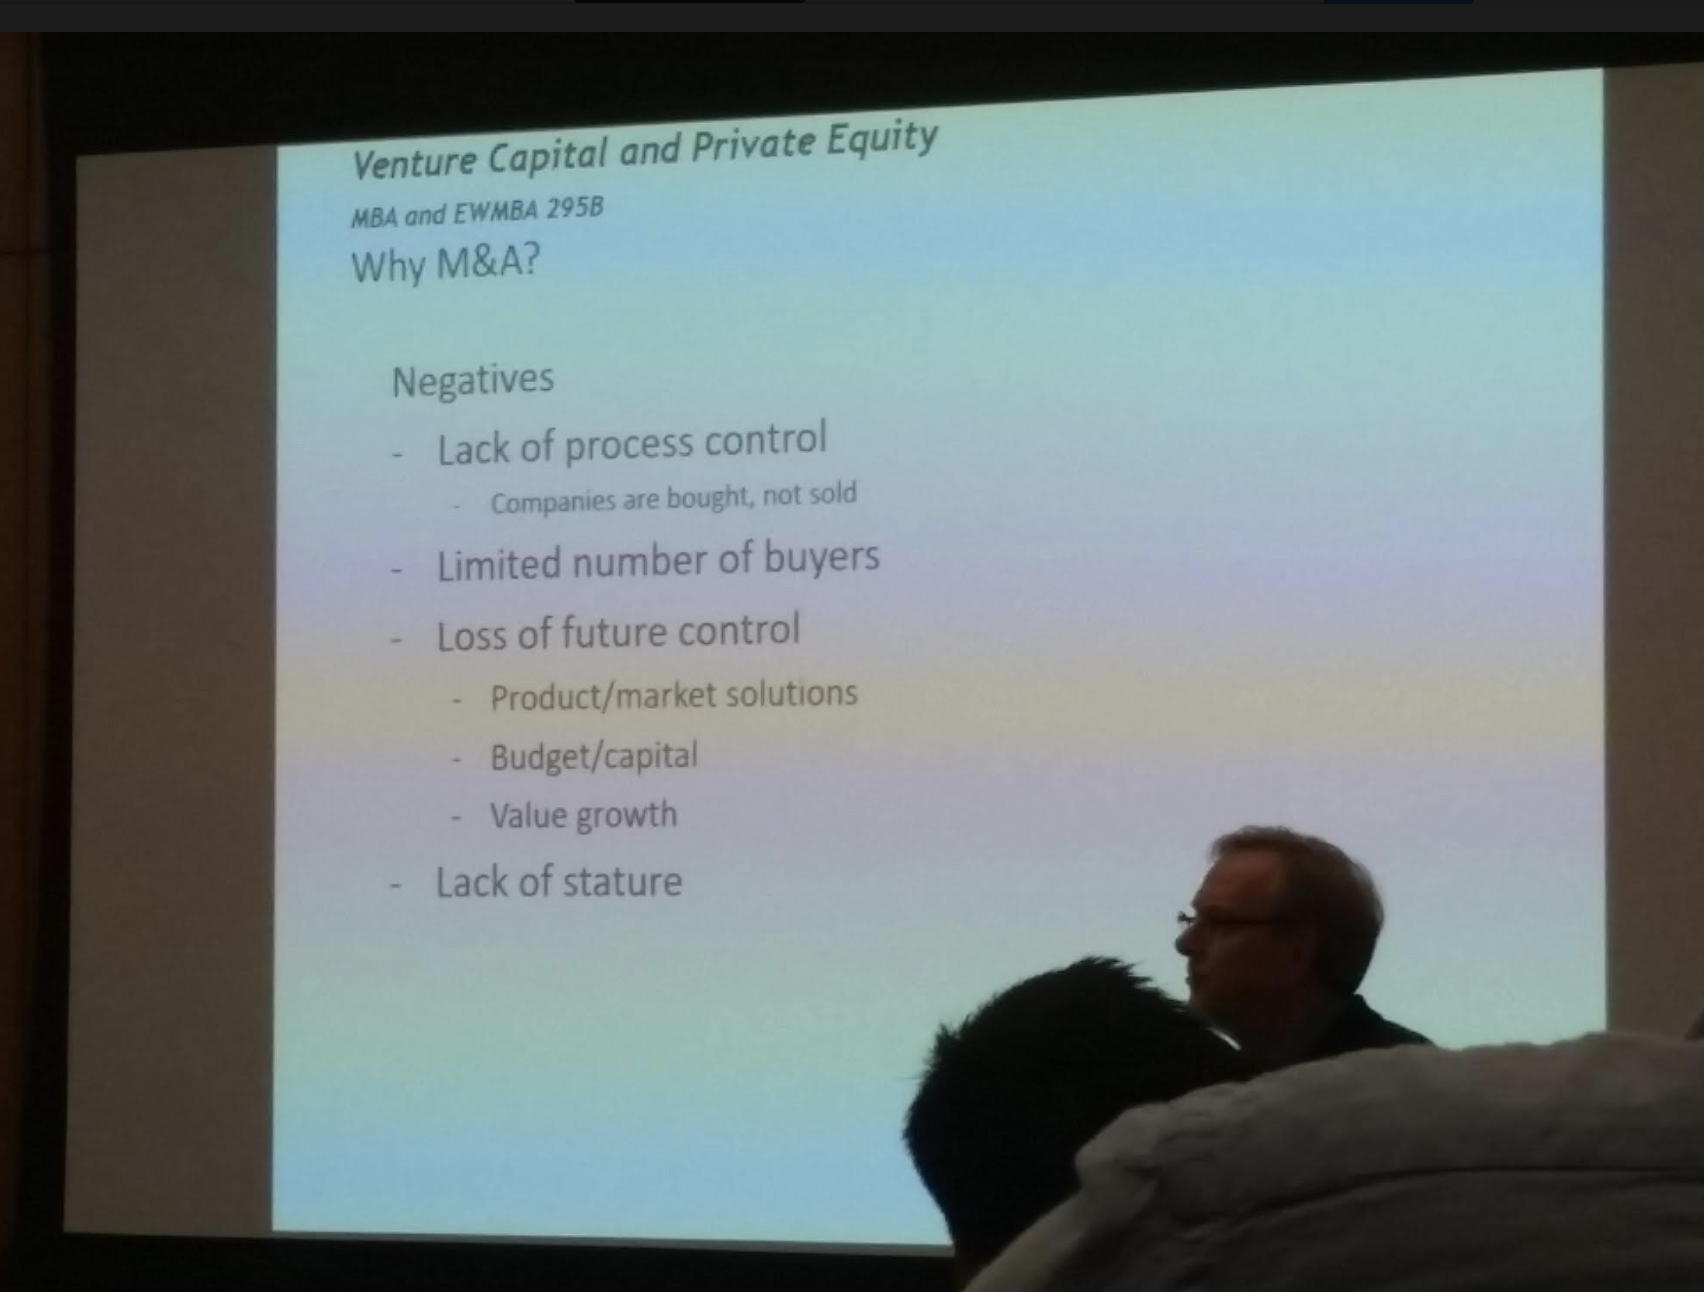 Venture Capital and Private Equity
MBA and EWMBA 295B
Why M&A?
Negatives
- Lack of process control
- Companies are bought, not sold
- Limited number of buyers
- Loss of future control
- Product/market solutions
- Budget/capital
- Value growth
- Lack of stature